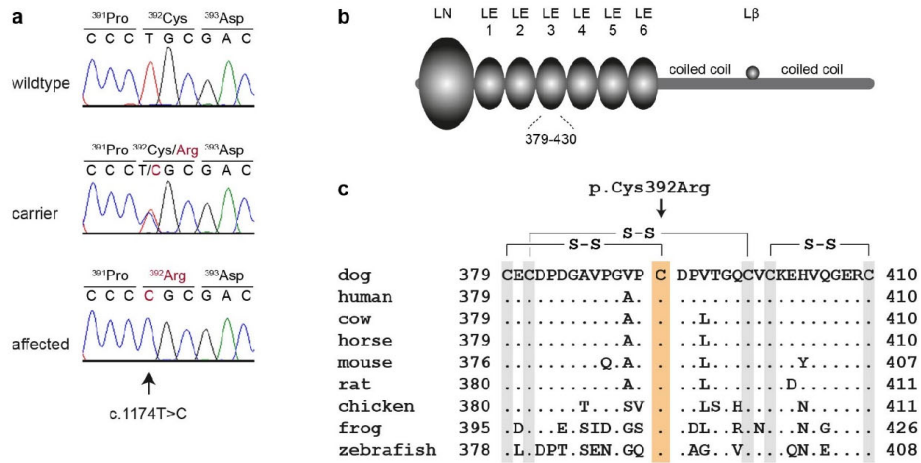 a
391Pro 392Cys 393Asp
C C C T G C G A C
wildtype
391Pro 392Cys/Arg 393Asp
C C C T/C G C G A C
carrier
391Pro 392Arg 393Asp
C C C C G C G A C
affected
c.1174T>C
b
LN LE LE LE LE LE LE Lβ
1 2 3 4 5 6
coiled coil coiled coil
379-430
c
p.Cys392Arg
S-S
S-S S-S
dog 379 CECDPDGAVPGVP C DPVTGQCVCKEHVQGERC 410
human 379 ...........A. . .................. 410
cow 379 ...........A. . ..L............... 410
horse 379 ...........A. . ..L............... 410
mouse 376 .........Q.A. . ..L........Y...... 407
rat 380 ...........A. . ..L.......D....... 411
chicken 380 .......T...SV . ..LS.H.....N...... 411
frog 395 .D...E.SID.GS . .DL..R.N...N.G.... 426
zebrafish 378 .L.DPT.SEN.GQ . .AG..V....QN.E.... 408